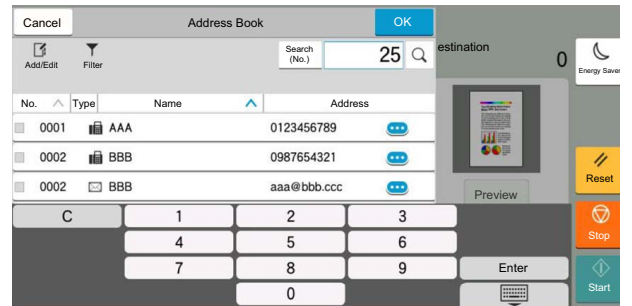 Cancel
Address Book
OK
Add/Edit
Filter
Search
(No.)
25
estination
0
Energy Saver
No.
Type
Name
Address
0001
AAA
0123456789
0002
BBB
0987654321
0002
BBB
aaa@bbb.ccc
Preview
Reset
C
1
2
3
4
5
6
7
8
9
Enter
0
Stop
Start